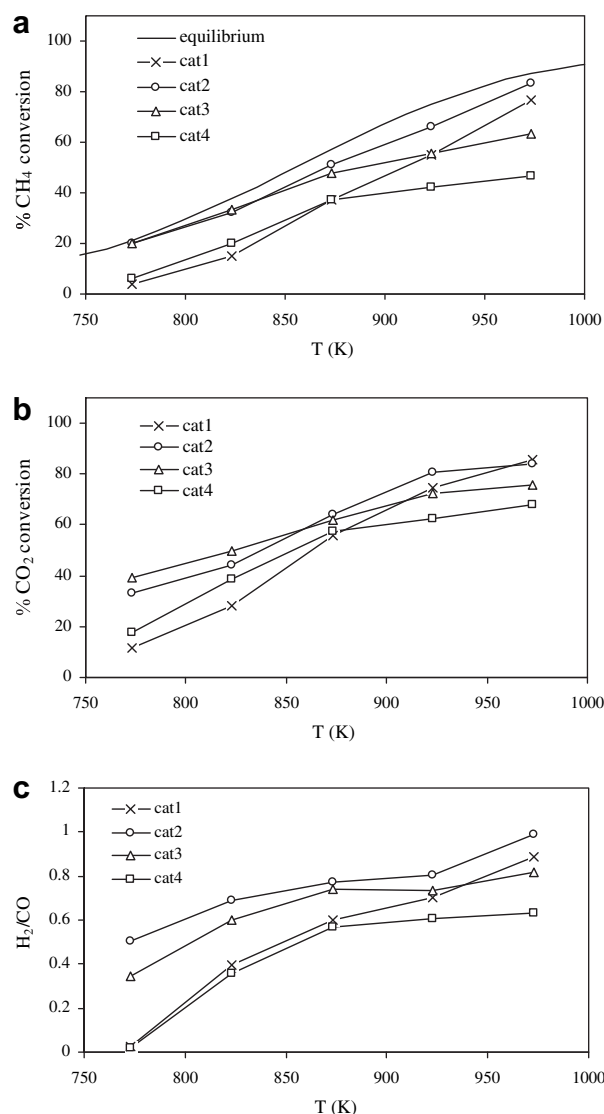 a
100
80
60
40
20
0
% CH₄ conversion
equilibrium
cat1
cat2
cat3
cat4
750 800 850 900 950 1000
T (K)
b
100
80
60
40
20
0
% CO₂ conversion
cat1
cat2
cat3
cat4
750 800 850 900 950 1000
T (K)
c
1.2
1
0.8
0.6
0.4
0.2
0
H₂/CO
cat1
cat2
cat3
cat4
750 800 850 900 950 1000
T (K)